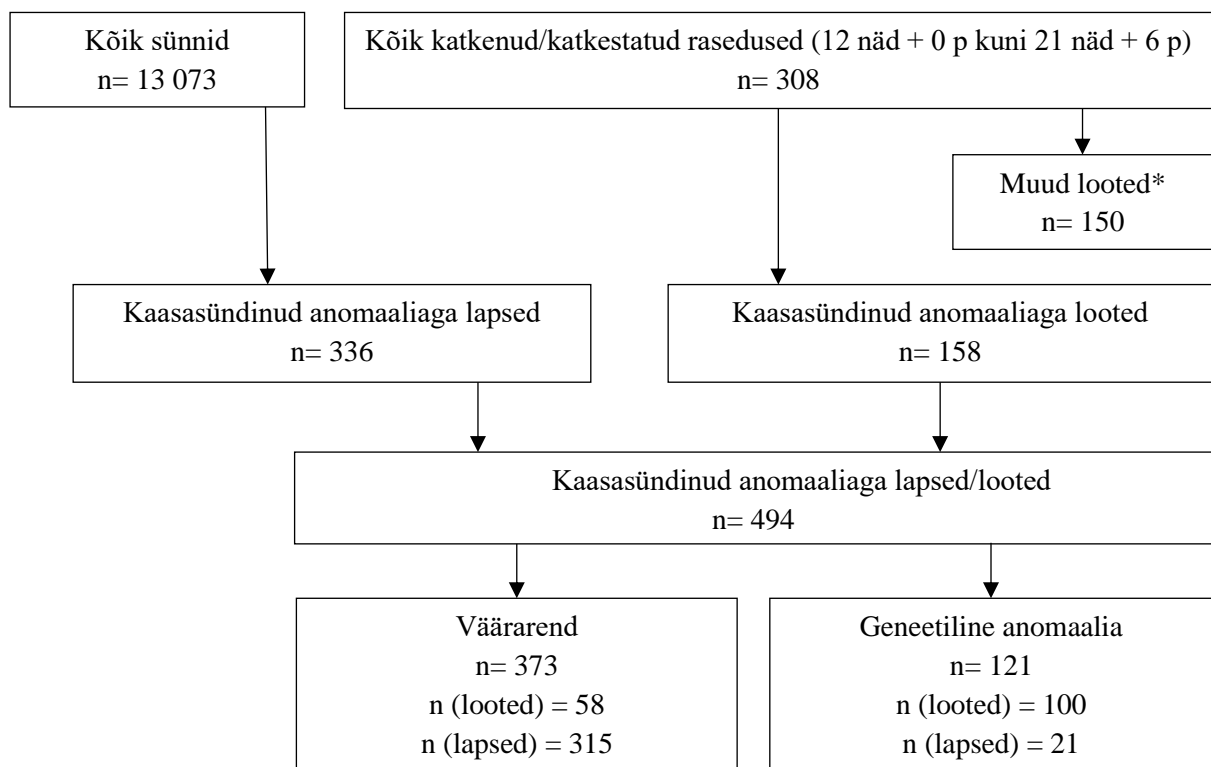 Kõik sünnid
n= 13 073
Kõik katkenud/katkestatud rasedused (12 näd + 0 p kuni 21 näd + 6 p)
n= 308
Muud looted*
n= 150
Kaasasündinud anomaaliaga lapsed
n= 336
Kaasasündinud anomaaliaga looted
n= 158
Kaasasündinud anomaaliaga lapsed/looted
n= 494
Väärarend
n= 373
n (looted) = 58
n (lapsed) = 315
Geneetiline anomaalia
n= 121
n (looted) = 100
n (lapsed) = 21